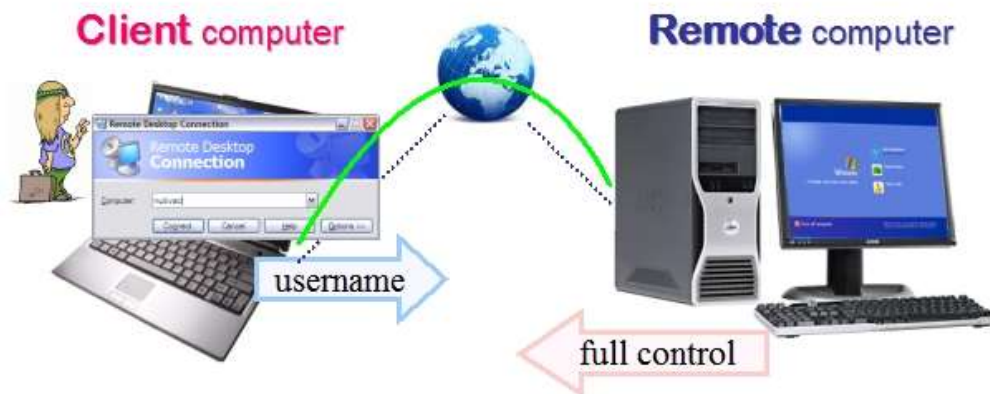 Client computer
Remote computer
Remote Desktop Connection
Remote Desktop
Connection
Computer:
Connect
Cancel
Help
Options >>
username
full control